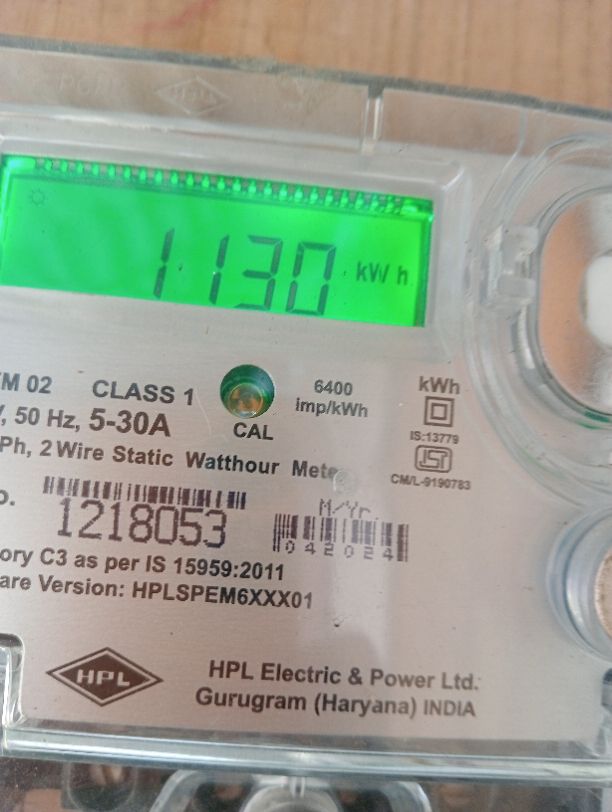 HPL
1130 kWh
M 02 CLASS 1
6400
imp/kWh
kWh
, 50 Hz, 5-30A
CAL
IS:13779
Ph, 2 Wire Static Watthour Mete
ISI
CM/L-9190783
1218053
M/Yr.
042024
ory C3 as per IS 15959:2011
are Version: HPLSPEM6XXX01
HPL
HPL Electric & Power Ltd.
Gurugram (Haryana) INDIA